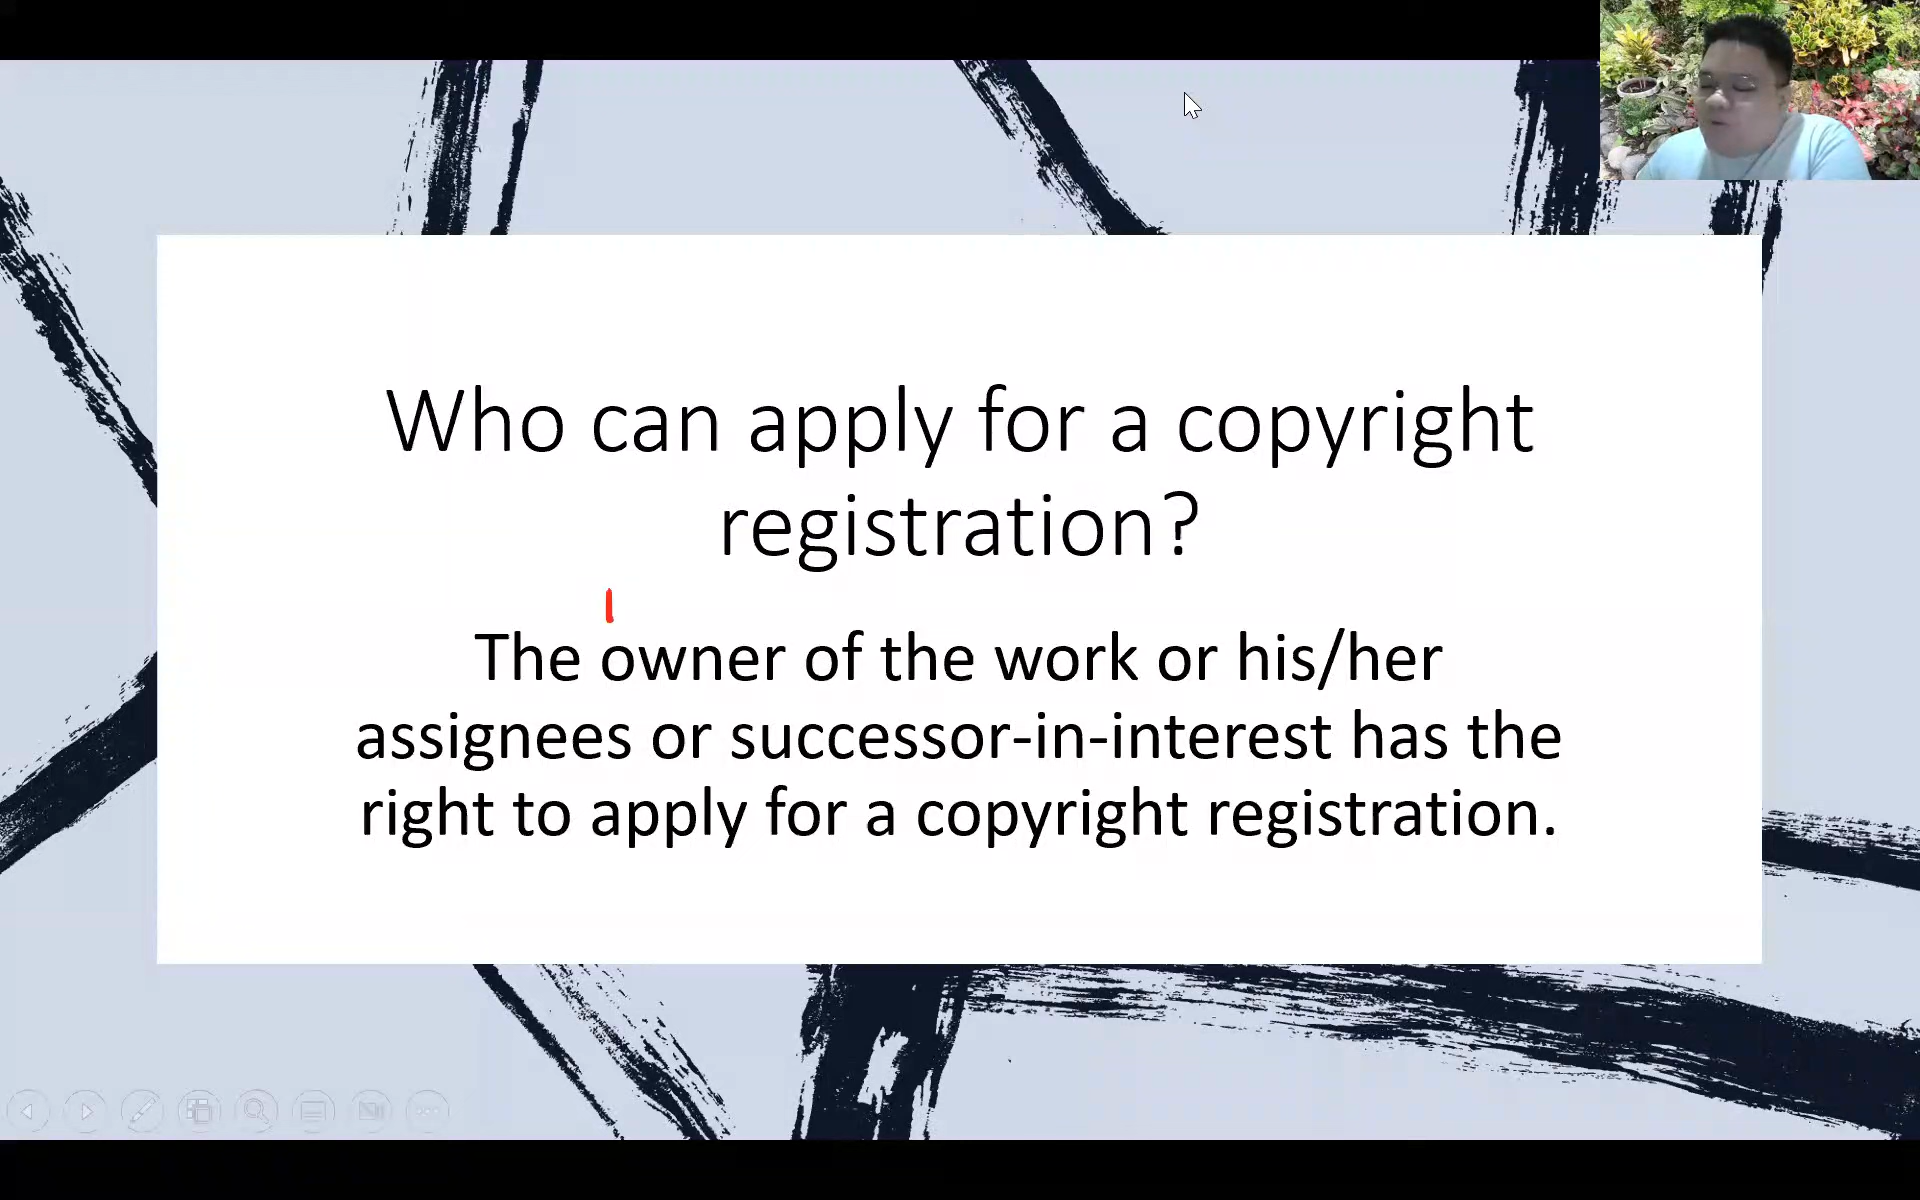 Who can apply for a copyright
registration?
The owner of the work or his/her
assignees or successor-in-interest has the
right to apply for a copyright registration.